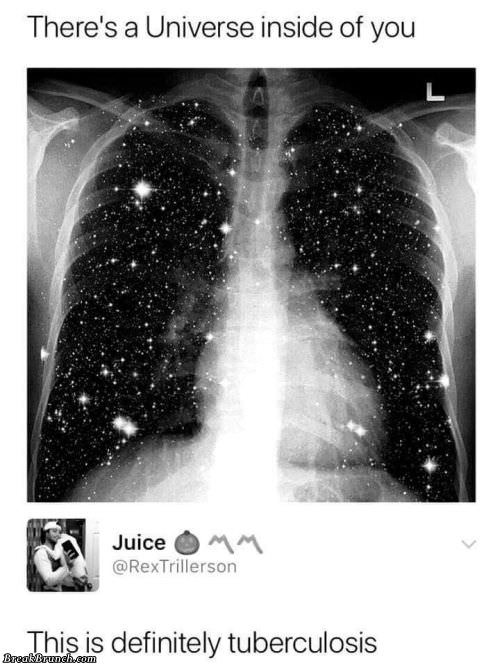 There's a Universe inside of you
L
Juice
@RexTrillerson
This is definitely tuberculosis
BreakBrunch.com